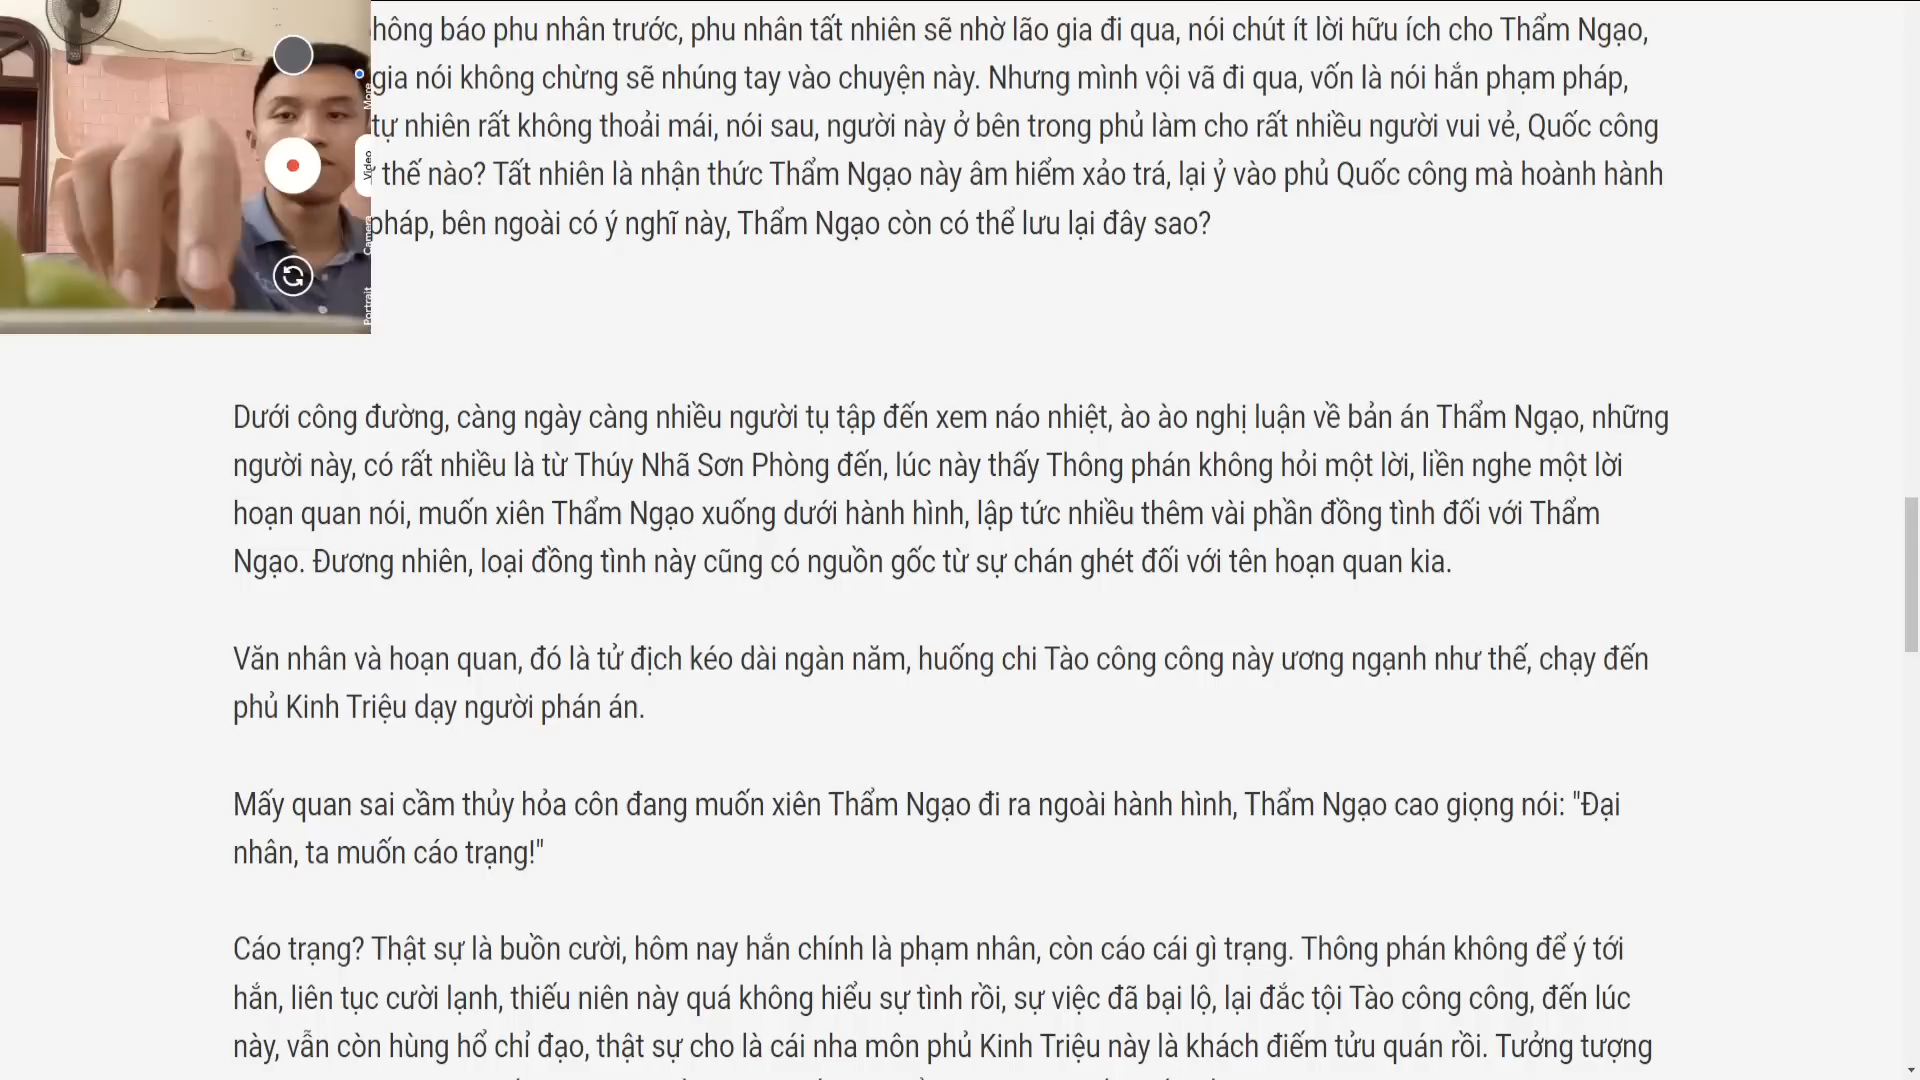 hông báo phu nhân trước, phu nhân tất nhiên sẽ nhờ lão gia đi qua, nói chút ít lời hữu ích cho Thẩm Ngạo,
gia nói không chừng sẽ nhúng tay vào chuyện này. Nhưng mình vội vã đi qua, vốn là nói hắn phạm pháp,
tự nhiên rất không thoải mái, nói sau, người này ở bên trong phủ làm cho rất nhiều người vui vẻ, Quốc công
thế nào? Tất nhiên là nhận thức Thẩm Ngạo này âm hiểm xảo trá, lại ỷ vào phủ Quốc công mà hoành hành
pháp, bên ngoài có ý nghĩ này, Thẩm Ngạo còn có thể lưu lại đây sao?
More
Video
Camera
Portrait
Dưới công đường, càng ngày càng nhiều người tụ tập đến xem náo nhiệt, ào ào nghị luận về bản án Thẩm Ngạo, những
người này, có rất nhiều là từ Thúy Nhã Sơn Phòng đến, lúc này thấy Thông phán không hỏi một lời, liền nghe một lời
hoạn quan nói, muốn xiên Thẩm Ngạo xuống dưới hành hình, lập tức nhiều thêm vài phần đồng tình đối với Thẩm
Ngạo. Đương nhiên, loại đồng tình này cũng có nguồn gốc từ sự chán ghét đối với tên hoạn quan kia.
Văn nhân và hoạn quan, đó là tử địch kéo dài ngàn năm, huống chi Tào công công này ương ngạnh như thế, chạy đến
phủ Kinh Triệu dạy người phán án.
Mấy quan sai cầm thủy hỏa côn đang muốn xiên Thẩm Ngạo đi ra ngoài hành hình, Thẩm Ngạo cao giọng nói: "Đại
nhân, ta muốn cáo trạng!"
Cáo trạng? Thật sự là buồn cười, hôm nay hắn chính là phạm nhân, còn cáo cái gì trạng. Thông phán không để ý tới
hắn, liên tục cười lạnh, thiếu niên này quá không hiểu sự tình rồi, sự việc đã bại lộ, lại đắc tội Tào công công, đến lúc
này, vẫn còn hùng hổ chỉ đạo, thật sự cho là cái nha môn phủ Kinh Triệu này là khách điếm tửu quán rồi. Tưởng tượng